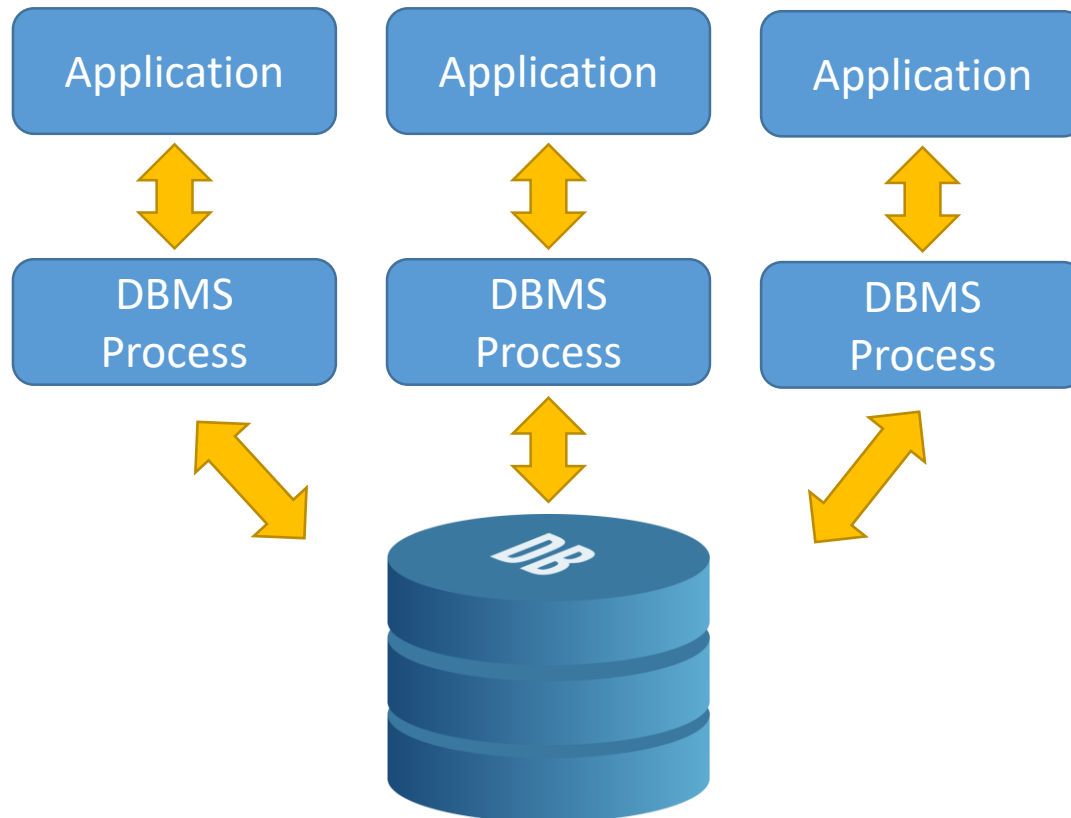 Application
Application
Application
DBMS
Process
DBMS
Process
DBMS
Process
DB